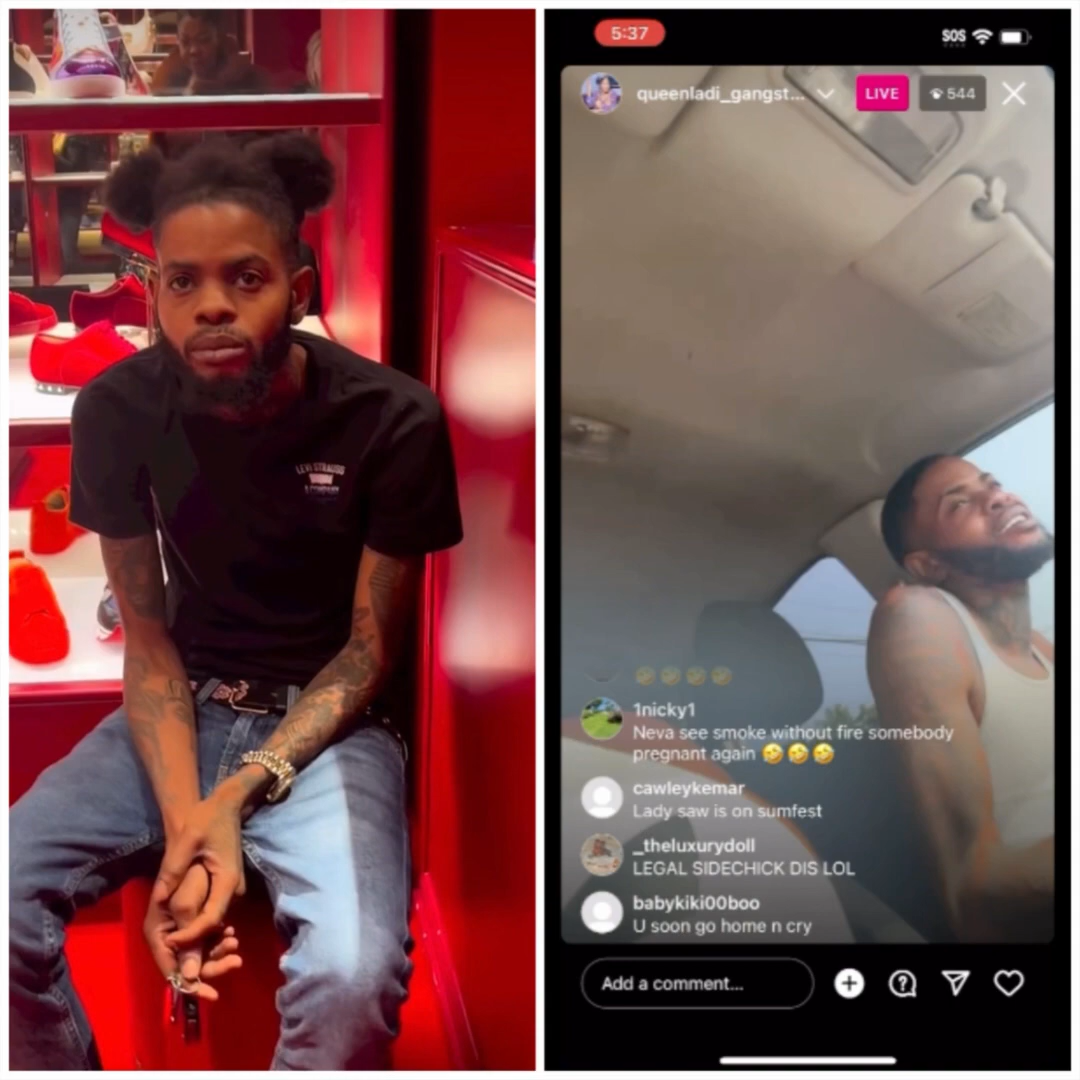 LEVI STRAUSS
& COMPANY
5:37
SOS
queenladi_gangst...
LIVE
544
1nicky1
Neva see smoke without fire somebody
pregnant again 🤣🤣🤣
cawleykemar
Lady saw is on sumfest
_theluxurydoll
LEGAL SIDECHICK DIS LOL
babykiki00boo
U soon go home n cry
Add a comment...